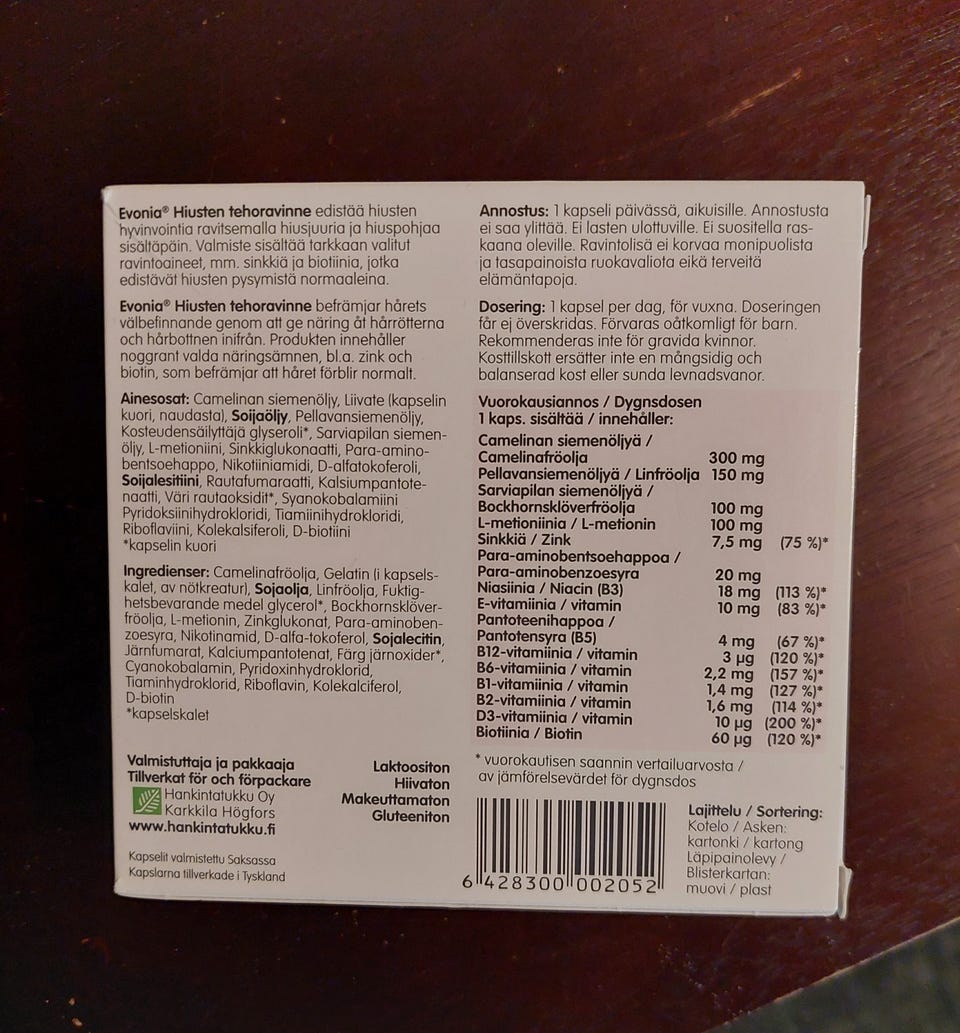 Evonia® Hiusten tehoravinne edistää hiusten
hyvinvointia ravitsemalla hiusjuuria ja hiuspohjaa
sisältäpäin. Valmiste sisältää tarkkaan valitut
ravintoaineet, mm. sinkkiä ja biotiinia, jotka
edistävät hiusten pysymistä normaaleina.
Evonia® Hiusten tehoravinne befrämjar hårets
välbefinnande genom att ge näring åt hårrötterna
och hårbottnen inifrån. Produkten innehåller
noggrant valda näringsämnen, bl.a. zink och
biotin, som befrämjar att håret förblir normalt.
Ainesosat: Camelinan siemenöljy, Liivate (kapselin
kuori, naudasta), Soijaöljy, Pellavansiemenöljy,
Kosteudensäilyttäjä glyseroli*, Sarviapilan siemen-
öljy, L-metioniini, Sinkkiglukonaatti, Para-amino-
bentsoehappo, Nikotiiniamidi, D-alfatokoferoli,
Soijalesitiini, Rautafumaraatti, Kalsiumpantote-
naatti, Väri rautaoksidit*, Syanokobalamiini
Pyridoksiinihydrokloridi, Tiamiinihydrokloridi,
Riboflaviini, Kolekalsiferoli, D-biotiini
*kapselin kuori
Ingredienser: Camelinafröolja, Gelatin (i kapsels-
kalet, av nötkreatur), Sojaolja, Linfröolja, Fuktig-
hetsbevarande medel glycerol*, Bockhornsklöver-
fröolja, L-metionin, Zinkglukonat, Para-aminoben-
zoesyra, Nikotinamid, D-alfa-tokoferol, Sojalecitin,
Järnfumarat, Kalciumpantotenat, Färg järnoxider*,
Cyanokobalamin, Pyridoxinhydroklorid,
Tiaminhydroklorid, Riboflavin, Kolekalciferol,
D-biotin
*kapselskalet
Valmistuttaja ja pakkaaja
Tillverkat för och förpackare
Hankintatukku Oy
Karkkila Högfors
www.hankintatukku.fi
Kapselit valmistettu Saksassa
Kapslarna tillverkade i Tyskland
Laktoositon
Hiivaton
Makeuttamaton
Gluteeniton
Annostus: 1 kapseli päivässä, aikuisille. Annostusta
ei saa ylittää. Ei lasten ulottuville. Ei suositella ras-
kaana oleville. Ravintolisä ei korvaa monipuolista
ja tasapainoista ruokavaliota eikä terveitä
elämäntapoja.
Dosering: 1 kapsel per dag, för vuxna. Doseringen
får ej överskridas. Förvaras oåtkomligt för barn.
Rekommenderas inte för gravida kvinnor.
Kosttillskott ersätter inte en mångsidig och
balanserad kost eller sunda levnadsvanor.
Vuorokausiannos / Dygnsdosen
1 kaps. sisältää / innehåller:
Camelinan siemenöljyä /
Camelinafröolja 300 mg
Pellavansiemenöljyä / Linfröolja 150 mg
Sarviapilan siemenöljyä /
Bockhornsklöverfröolja 100 mg
L-metioniinia / L-metionin 100 mg
Sinkkiä / Zink 7,5 mg (75 %)*
Para-aminobentsoehappoa /
Para-aminobenzoesyra 20 mg
Niasiinia / Niacin (B3) 18 mg (113 %)*
E-vitamiinia / vitamin 10 mg (83 %)*
Pantoteenihappoa /
Pantotensyra (B5) 4 mg (67 %)*
B12-vitamiinia / vitamin 3 µg (120 %)*
B6-vitamiinia / vitamin 2,2 mg (157 %)*
B1-vitamiinia / vitamin 1,4 mg (127 %)*
B2-vitamiinia / vitamin 1,6 mg (114 %)*
D3-vitamiinia / vitamin 10 µg (200 %)*
Biotiinia / Biotin 60 µg (120 %)*
* vuorokautisen saannin vertailuarvosta /
av jämförelsevärdet för dygnsdos
6 428300 002052
Lajittelu / Sortering:
Kotelo / Asken:
kartonki / kartong
Läpipainolevy /
Blisterkartan:
muovi / plast